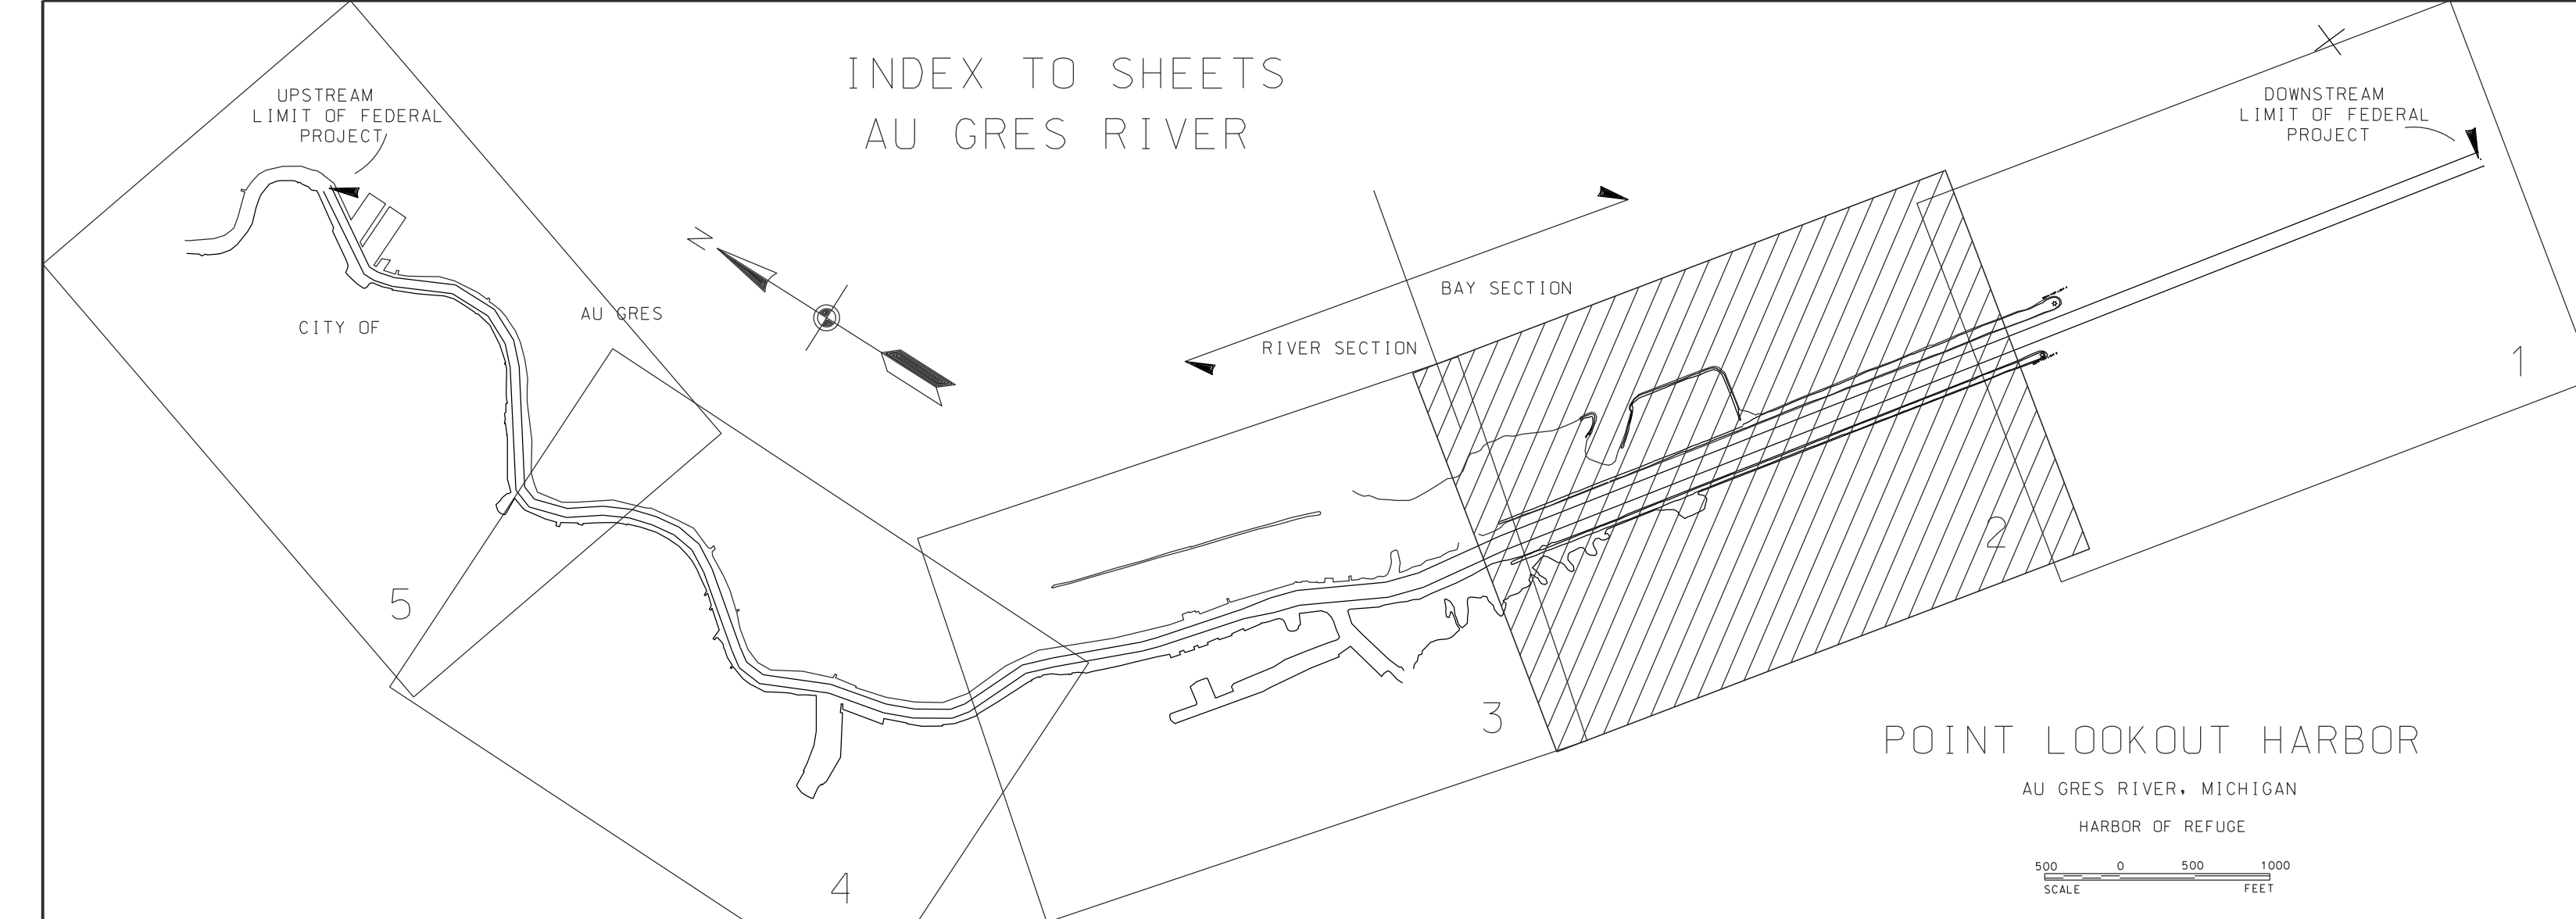 INDEX TO SHEETS
AU GRES RIVER
UPSTREAM
LIMIT OF FEDERAL
PROJECT
DOWNSTREAM
LIMIT OF FEDERAL
PROJECT
N
BAY SECTION
RIVER SECTION
CITY OF
AU GRES
1
2
3
4
5
POINT LOOKOUT HARBOR
AU GRES RIVER, MICHIGAN
HARBOR OF REFUGE
500 0 500 1000
SCALE FEET